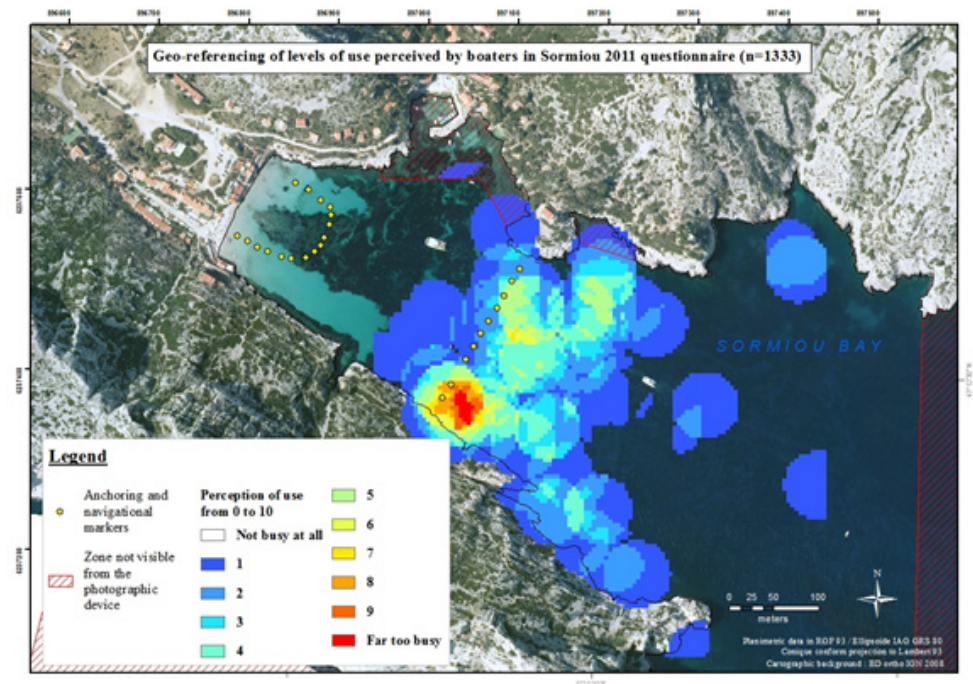 Geo-referencing of levels of use perceived by boaters in Sormiou 2011 questionnaire (n=1333)
SORMIOU BAY
Legend
Anchoring and
navigational
markers
Zone not visible
from the
photographic
device
Perception of use
from 0 to 10
Not busy at all
1
2
3
4
5
6
7
8
9
Far too busy
N
0 25 50 100
meters
Planimetric data in RGF 93 / Ellipsoide IAG GRS 80
Conique conform projection to Lambert 93
Cartographic background : BD ortho IGN 2008